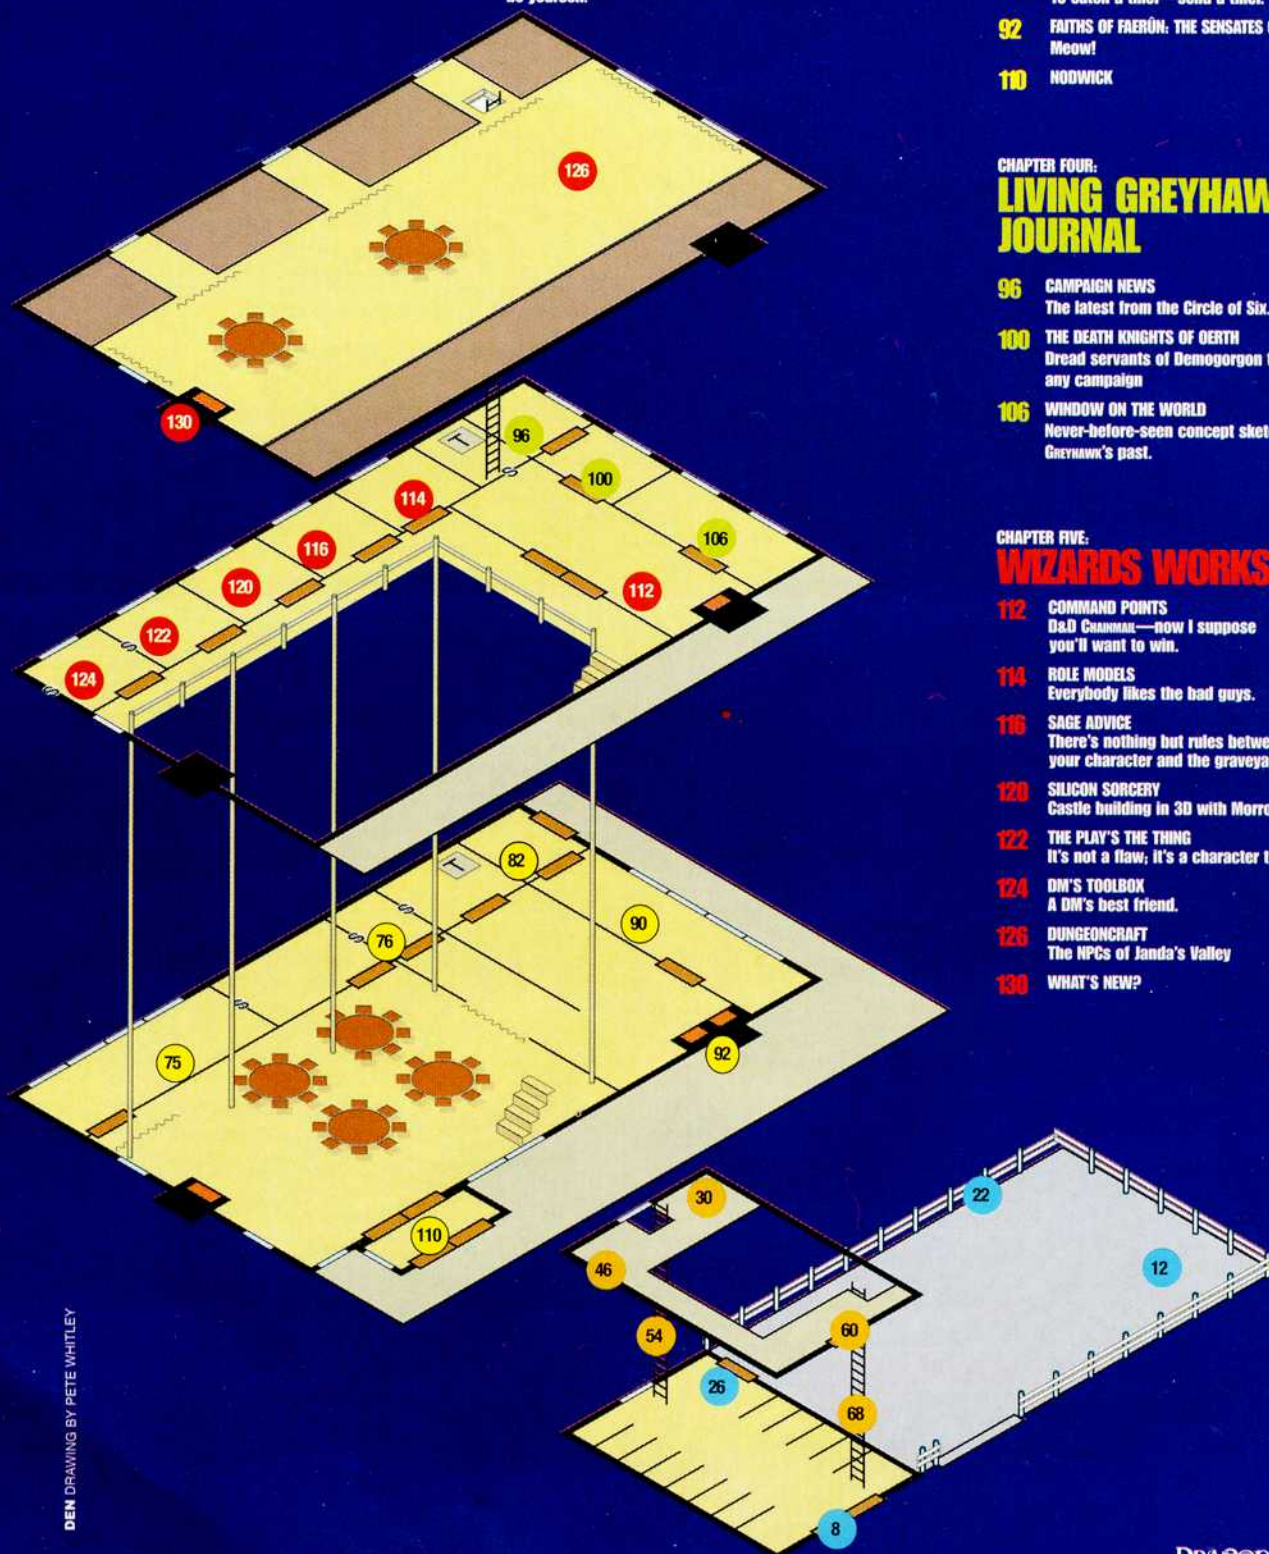 be yourself.
To catch a thief—send a thief.
92 FAITHS OF FAERÛN: THE SENSATES
Meow!
110 NODWICK
CHAPTER FOUR:
LIVING GREYHAW
JOURNAL
96 CAMPAIGN NEWS
The latest from the Circle of Six.
100 THE DEATH KNIGHTS OF OERTH
Dread servants of Demogorgon
any campaign
106 WINDOW ON THE WORLD
Never-before-seen concept sket
GREYHAWK'S past.
CHAPTER FIVE:
WIZARDS WORKS
112 COMMAND POINTS
D&D CHAINMAIL—now I suppose
you'll want to win.
114 ROLE MODELS
Everybody likes the bad guys.
116 SAGE ADVICE
There's nothing but rules betwe
your character and the graveya
120 SILICON SORCERY
Castle building in 3D with Morro
122 THE PLAY'S THE THING
It's not a flaw; it's a character t
124 DM'S TOOLBOX
A DM's best friend.
126 DUNGEONCRAFT
The NPCs of Janda's Valley
130 WHAT'S NEW?
126
130
96
100
106
114
116
120
122
124
112
T
S
S
S
82
T
90
76
S
S
S
75
92
110
30
22
46
12
54
60
26
68
8
DEN DRAWING BY PETE WHITLEY